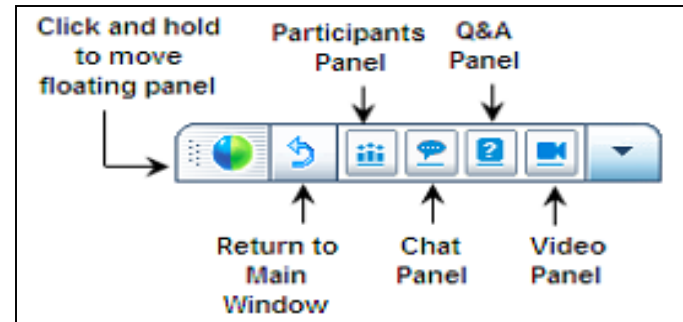 Click and hold
to move
floating panel
Participants
Panel
Q&A
Panel
?
Return to
Main
Window
Chat
Panel
Video
Panel